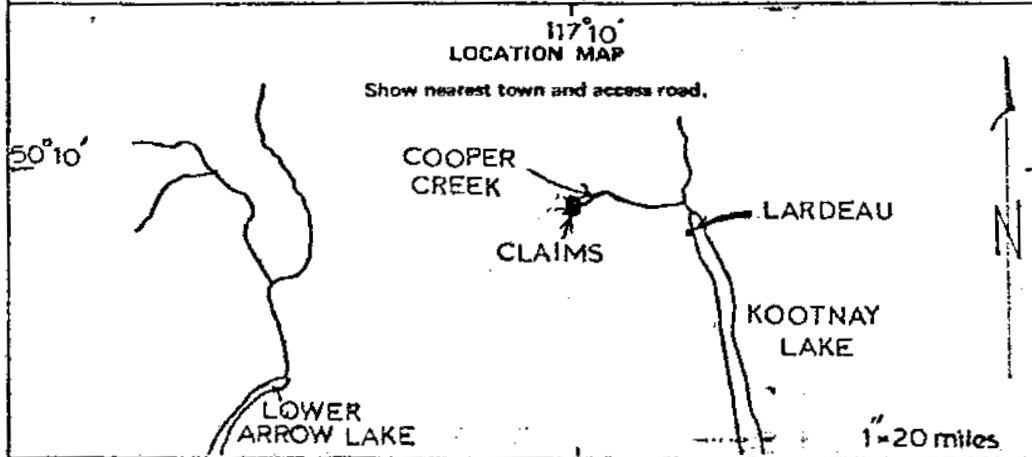 117°10'
LOCATION MAP
Show nearest town and access road.
50°10'
COOPER
CREEK
LARDEAU
CLAIMS
N
KOOTNAY
LAKE
LOWER
ARROW LAKE
1"=20 miles